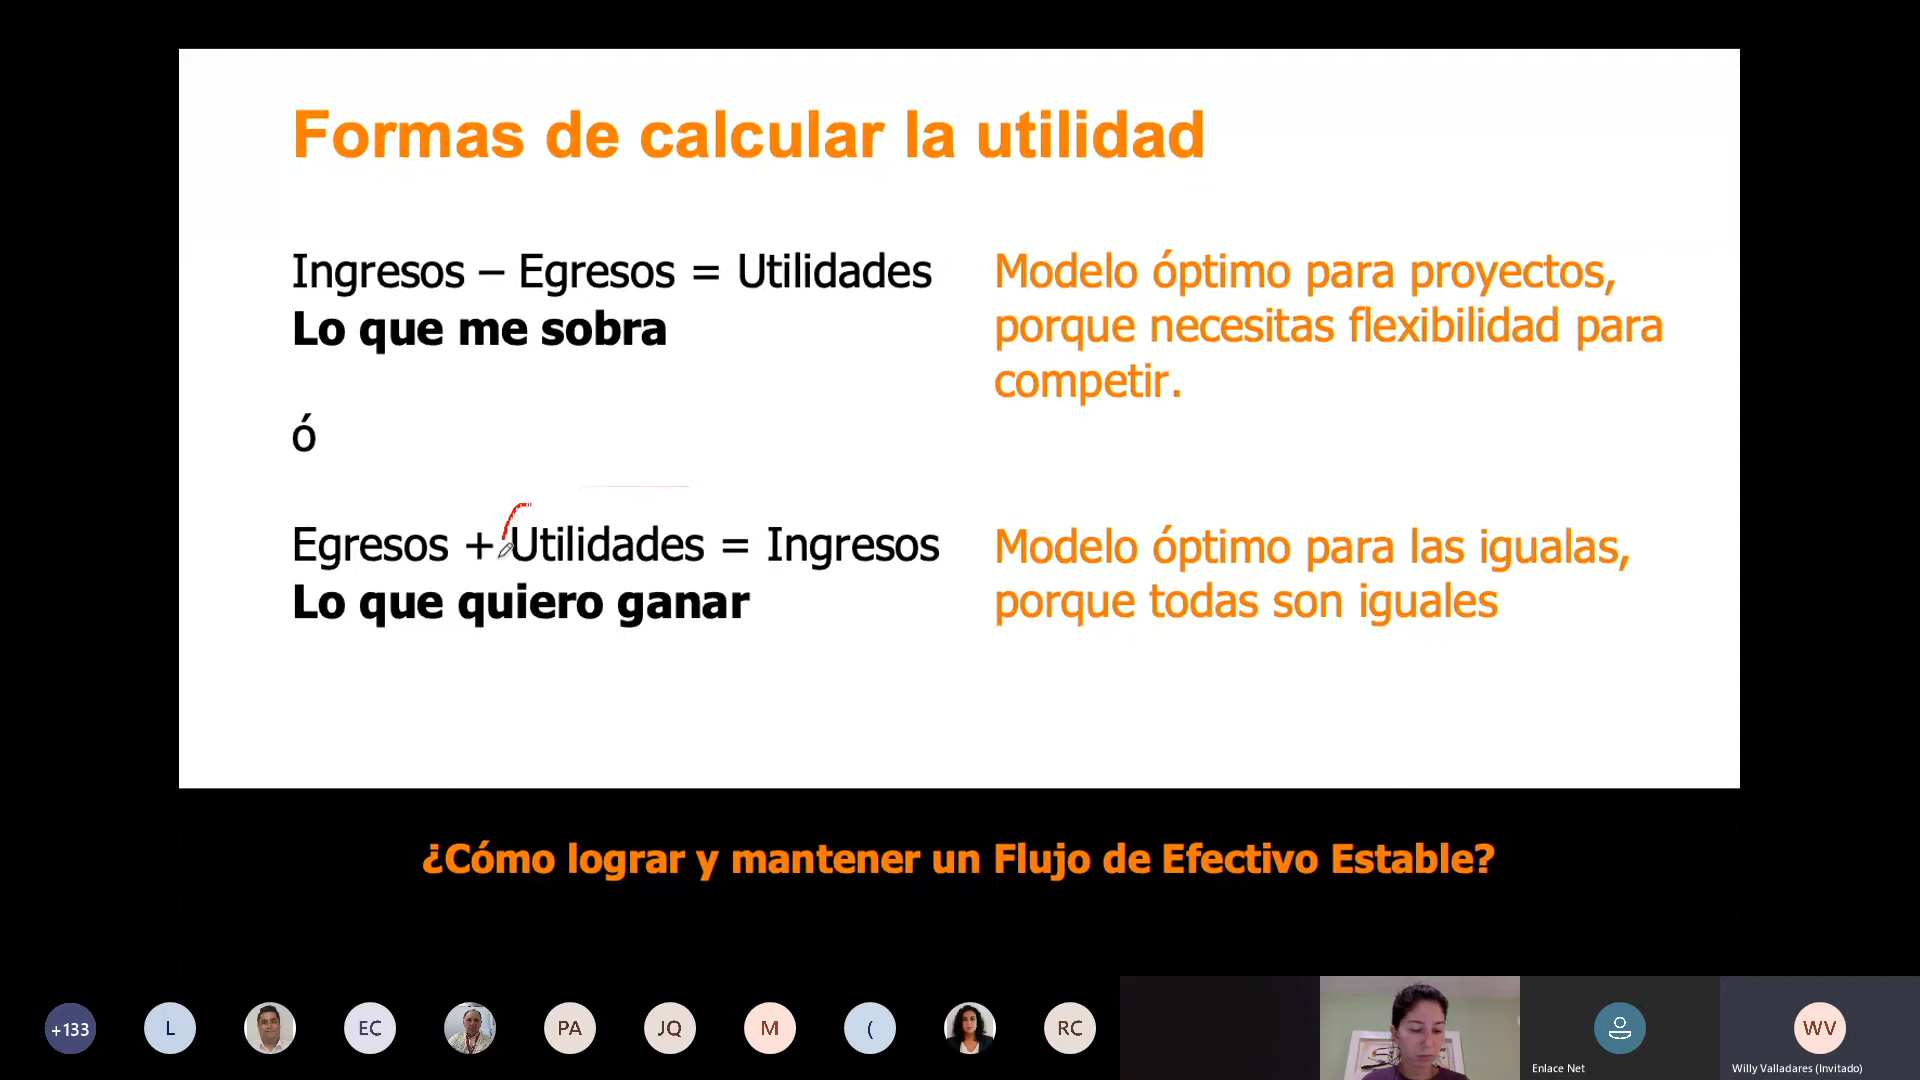 Formas de calcular la utilidad
Ingresos – Egresos = Utilidades
Lo que me sobra
Modelo óptimo para proyectos,
porque necesitas flexibilidad para
competir.
ó
Egresos + Utilidades = Ingresos
Lo que quiero ganar
Modelo óptimo para las igualas,
porque todas son iguales
¿Cómo lograr y mantener un Flujo de Efectivo Estable?
+133
L
EC
PA
JQ
M
(
RC
Enlace Net
WV
Willy Valladares (Invitado)